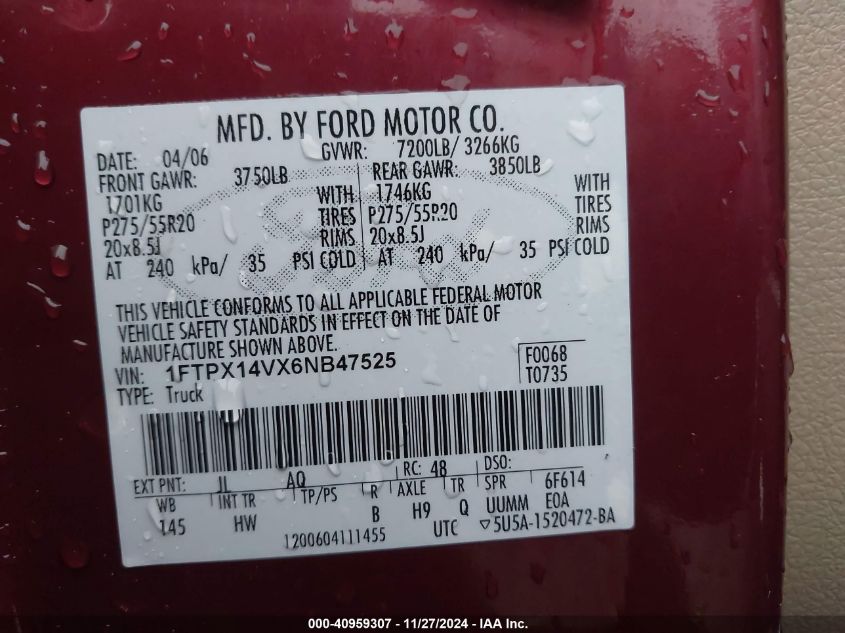 MFD. BY FORD MOTOR CO.
DATE: 04/06 GVWR: 7200LB/ 3266KG
FRONT GAWR: 3750LB REAR GAWR: 3850LB
1701KG WITH 1746KG WITH
P275/55R20 TIRES P275/55R20 TIRES
20x8.5J RIMS 20x8.5J RIMS
AT 240 kPa/ 35 PSI COLD AT 240 kPa/ 35 PSI COLD
THIS VEHICLE CONFORMS TO ALL APPLICABLE FEDERAL MOTOR
VEHICLE SAFETY STANDARDS IN EFFECT ON THE DATE OF
MANUFACTURE SHOWN ABOVE.
VIN: 1FTPX14VX6NB47525 F0068
TYPE: Truck T0735
EXT PNT: JL AQ RC: 48 DSO:
WB INT TR TP/PS R AXLE TR SPR 6F614
145 HW B H9 Q UUMM E0A
1200604111455 UTC ▽5U5A-1520472-BA
000-40959307 - 11/27/2024 - IAA Inc.